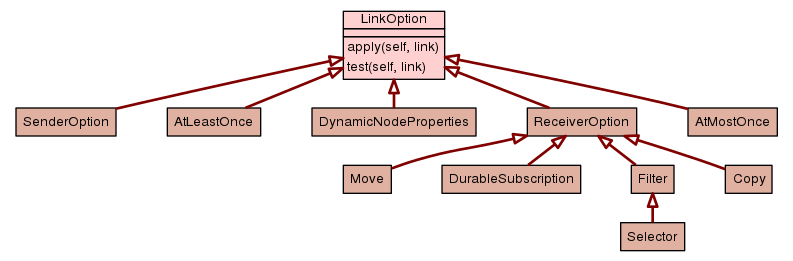 LinkOption
apply(self, link)
test(self, link)
SenderOption
AtLeastOnce
DynamicNodeProperties
ReceiverOption
AtMostOnce
Move
DurableSubscription
Filter
Copy
Selector